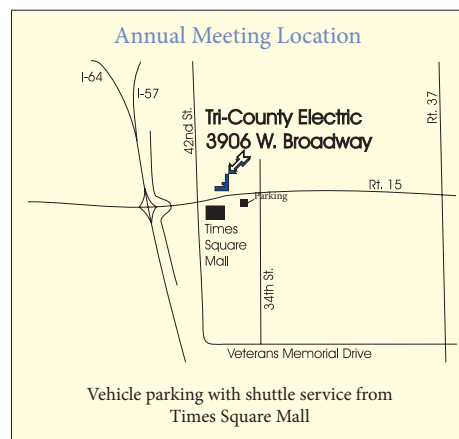 Annual Meeting Location
I-64
I-57
42nd St.
Rt. 37
Tri-County Electric
3906 W. Broadway
Rt. 15
Parking
Times
Square
Mall
34th St.
Veterans Memorial Drive
Vehicle parking with shuttle service from
Times Square Mall